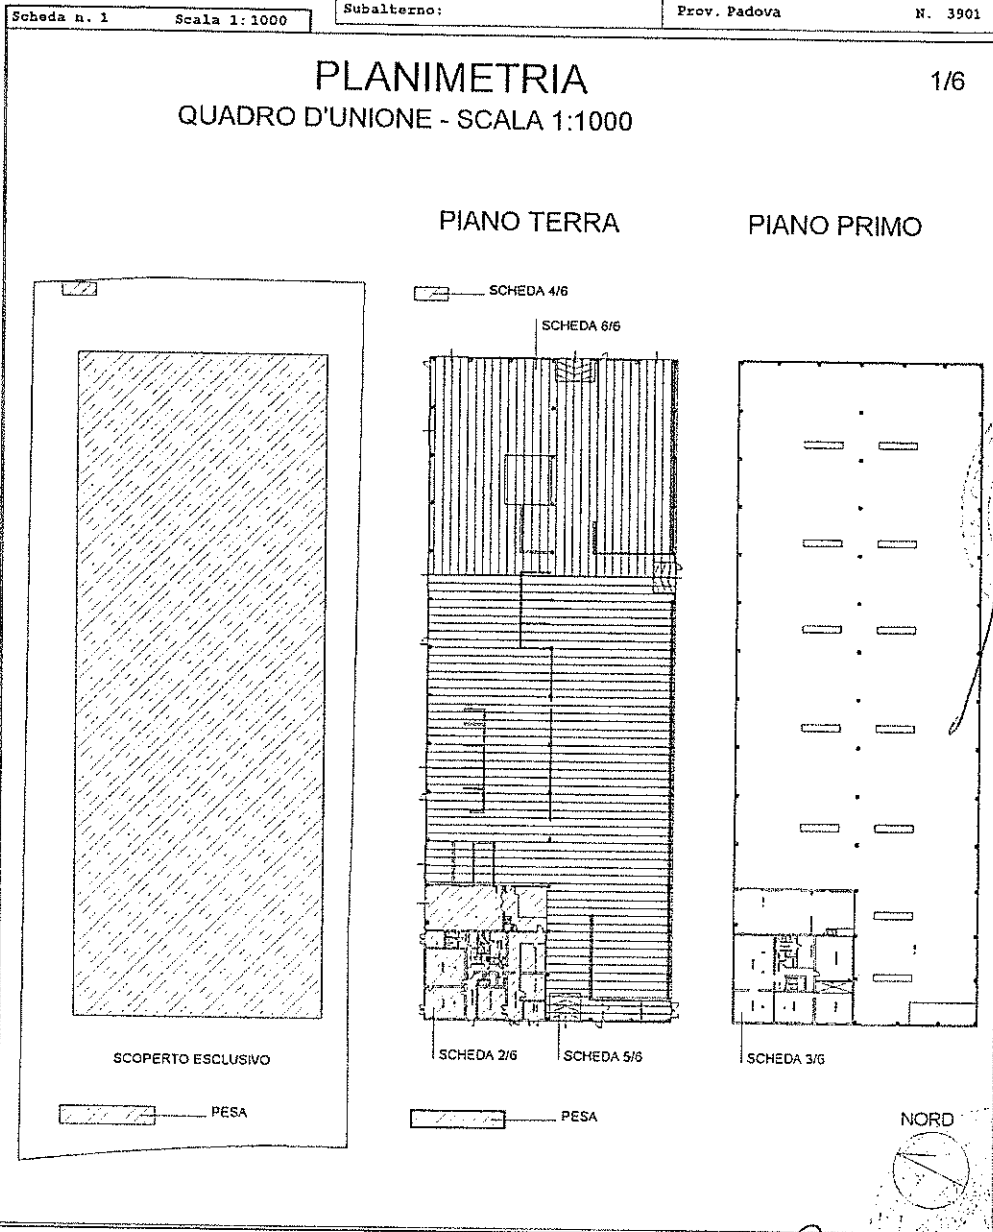 Scheda n. 1 Scala 1:1000
Subalterno:
Prov. Padova N. 3901
PLANIMETRIA
1/6
QUADRO D'UNIONE - SCALA 1:1000
PIANO TERRA
PIANO PRIMO
SCHEDA 4/6
SCHEDA 6/6
SCOPERTO ESCLUSIVO
SCHEDA 2/6
SCHEDA 5/6
SCHEDA 3/6
PESA
PESA
NORD